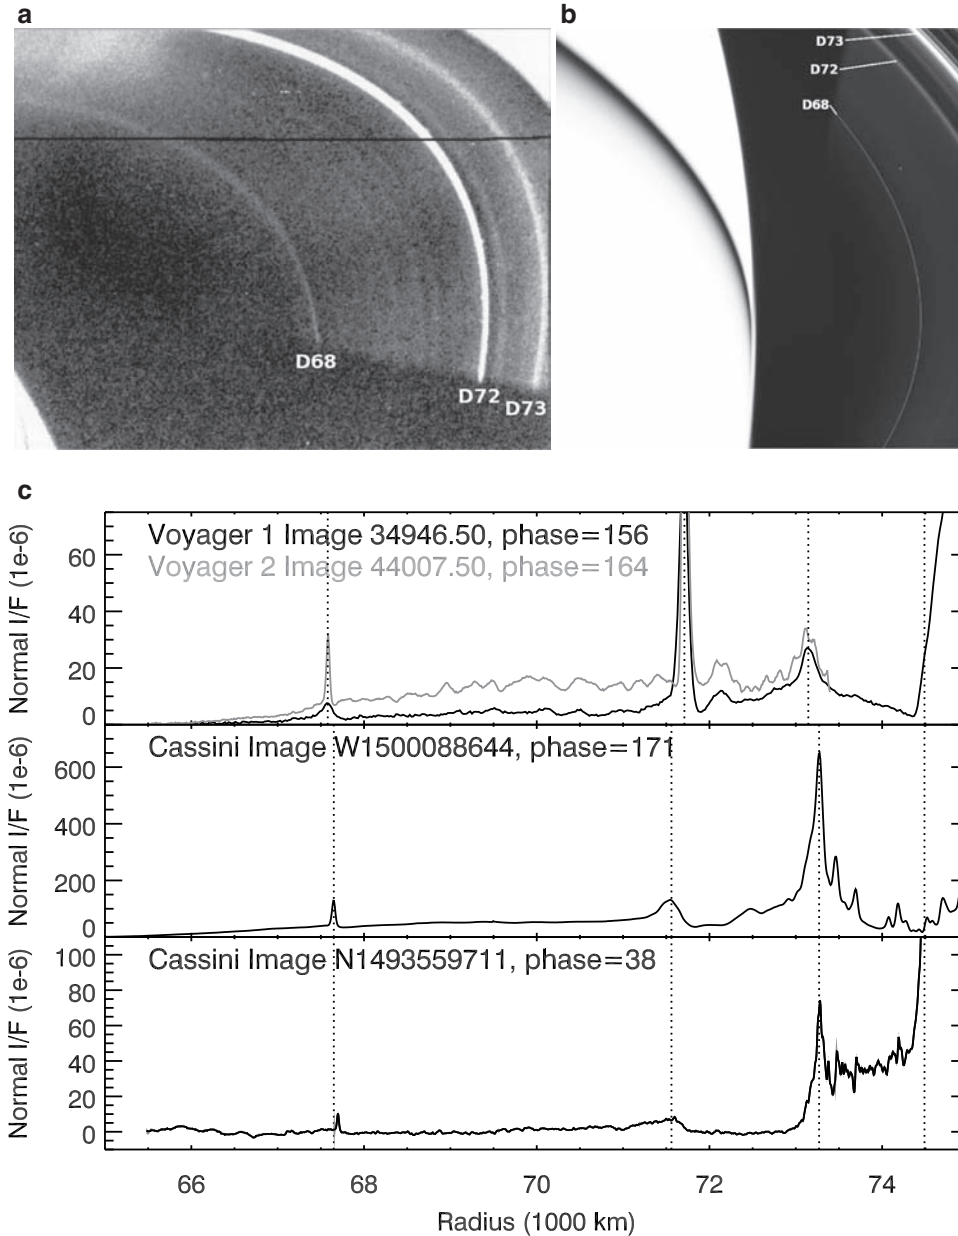 a
b
D68
D72
D73
D73
D72
D68
c
Voyager 1 Image 34946.50, phase=156
Voyager 2 Image 44007.50, phase=164
Normal I/F (1e-6)
60
40
20
0
Cassini Image W1500088644, phase=171
Normal I/F (1e-6)
600
400
200
0
Cassini Image N1493559711, phase=38
Normal I/F (1e-6)
100
80
60
40
20
0
66 68 70 72 74
Radius (1000 km)